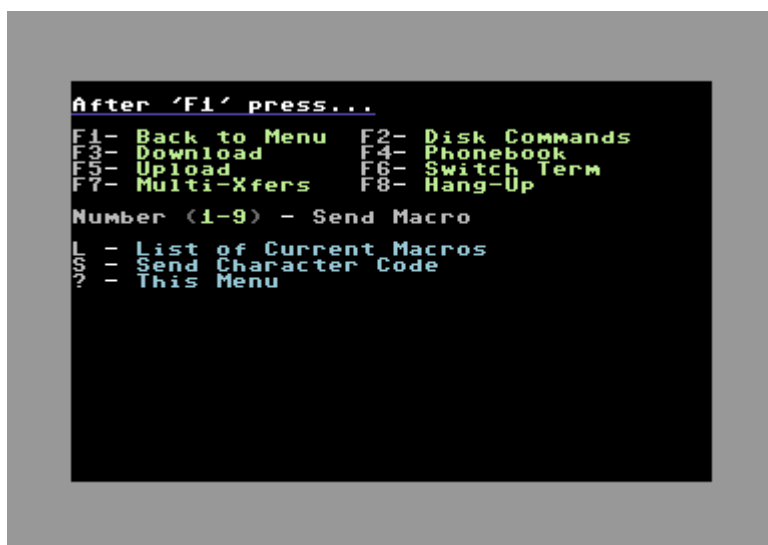 After 'F1' press...
F1- Back to Menu F2- Disk Commands
F3- Download F4- Phonebook
F5- Upload F6- Switch Term
F7- Multi-Xfers F8- Hang-Up
Number (1-9) - Send Macro
L - List of Current Macros
S - Send Character Code
? - This Menu